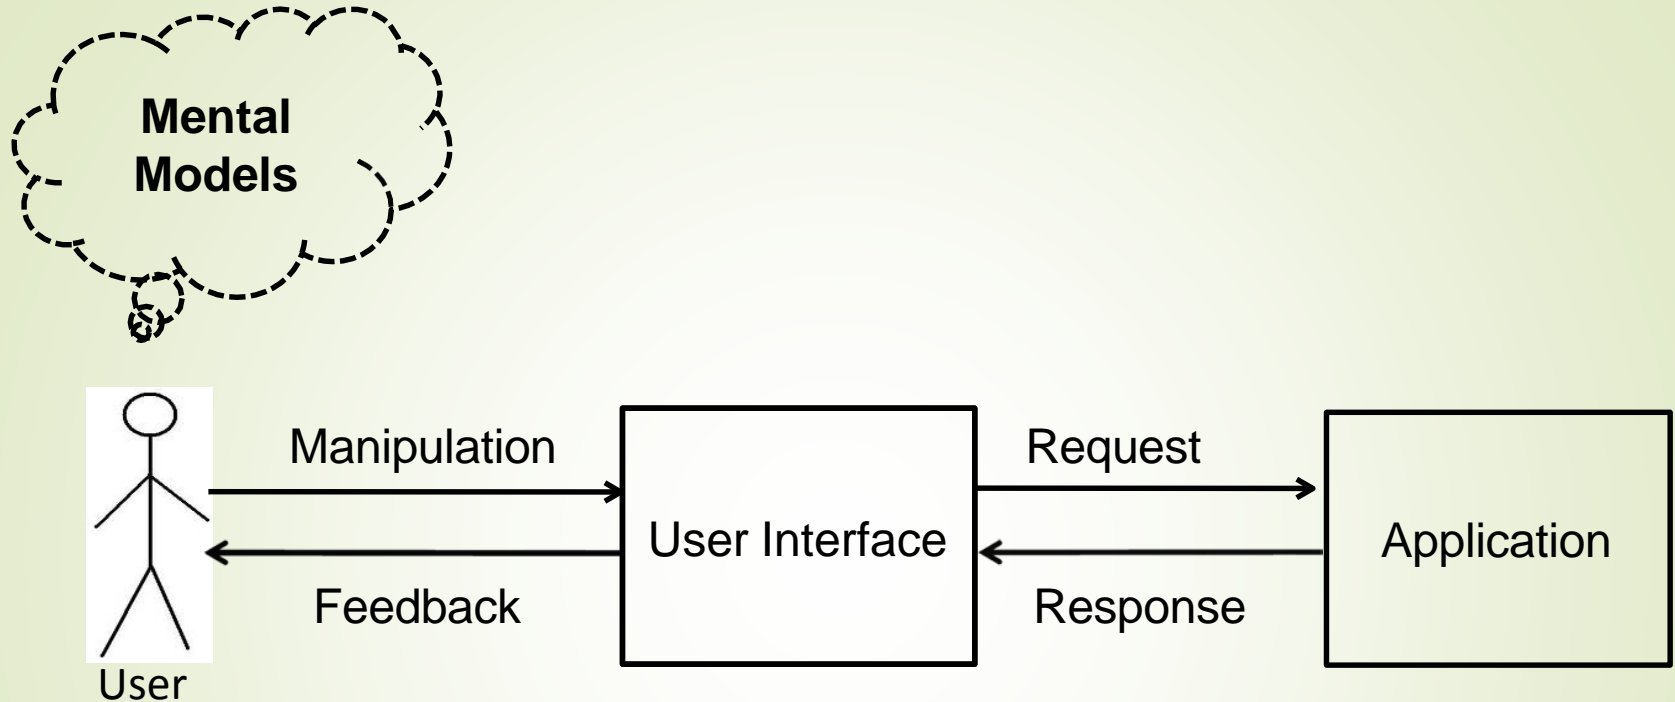 Mental
Models
Manipulation
Request
User Interface
Application
Feedback
Response
User